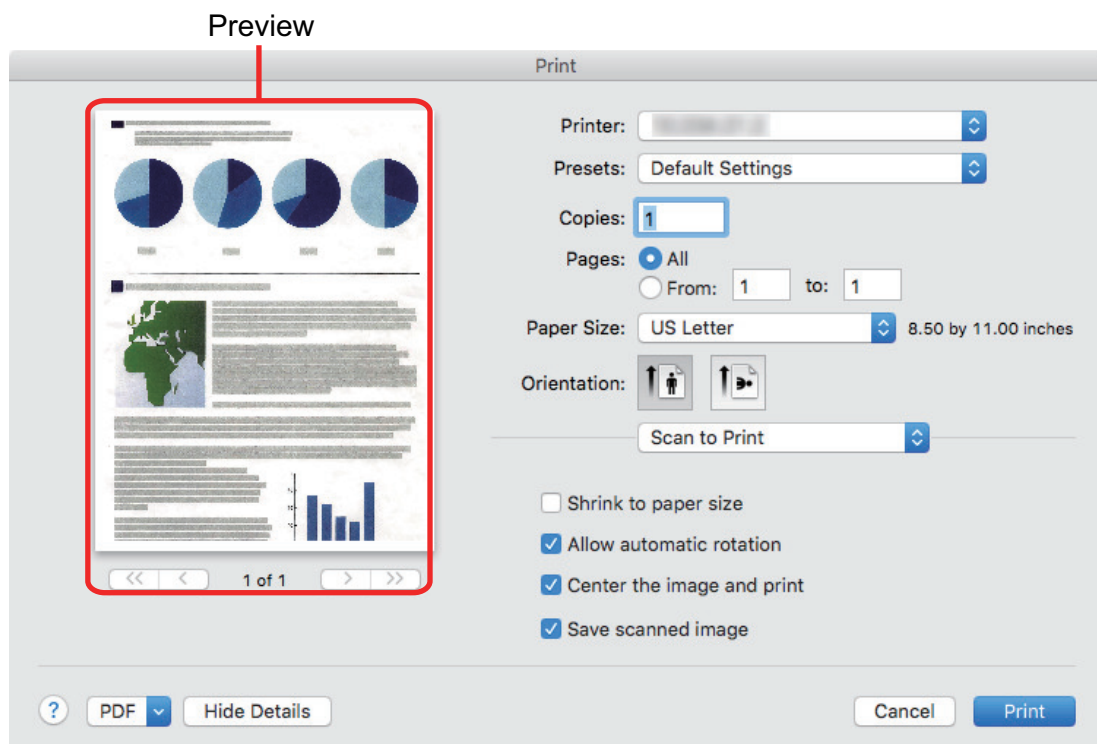 Preview
Print
Printer:
Presets: Default Settings
Copies: 1
Pages: All
From: 1 to: 1
Paper Size: US Letter 8.50 by 11.00 inches
Orientation:
Scan to Print
Shrink to paper size
Allow automatic rotation
Center the image and print
Save scanned image
<< < 1 of 1 > >>
? PDF Hide Details Cancel Print